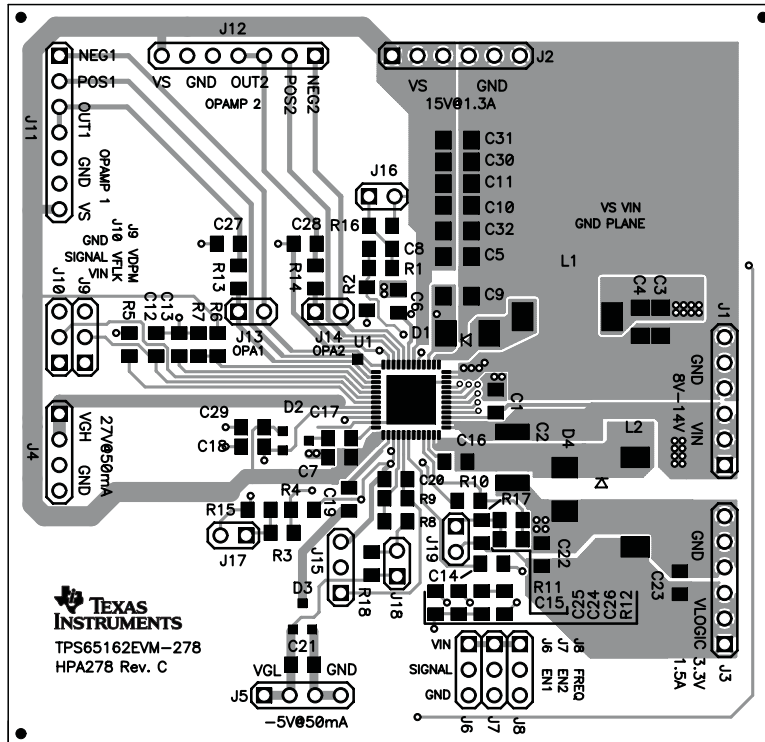 J12
NEG1
POS1
OUT1
GND
VS
J11
OPAMP 1
VS
GND
OUT2
POS2
NEG2
OPAMP 2
J2
VS
GND
15V@1.3A
C31
C30
C11
C10
C32
C5
C9
VS VIN
GND PLANE
L1
J16
R16
C8
R1
R2
C6
D1
C27
C28
R13
R14
J13
OPA1
J14
OPA2
U1
J9 VDPM
J10 VFLK
GND
SIGNAL
VIN
J10
J9
R5
C12
C13
R7
R6
C4
C3
J1
GND
8V-14V
VIN
J4
VGH
GND
27V@50mA
C29
C18
D2
C17
C7
C1
C2
C16
D4
L2
R15
R4
R3
C19
J17
C20
R9
R8
R10
R17
J19
J15
R18
J18
C14
C22
R11
C15
C25
C24
C26
R12
C23
GND
VLOGIC 3.3V
1.5A
J3
D3
C21
VGL
GND
J5
-5V@50mA
TEXAS
INSTRUMENTS
TPS65162EVM-278
HPA278 Rev. C
VIN
SIGNAL
GND
J6
J7
J8
J6 EN1
J7 EN2
J8 FREQ